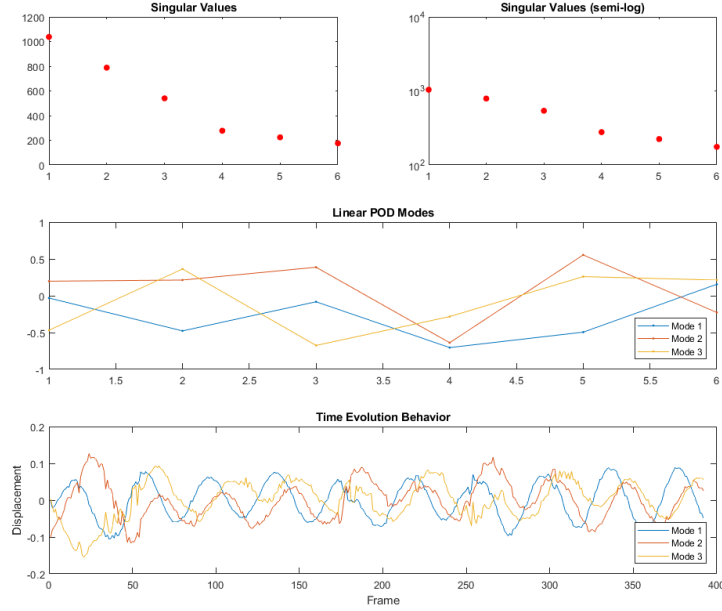 Singular Values
1200
1000
800
600
400
200
0
1 2 3 4 5 6
Singular Values (semi-log)
10^4
10^3
10^2
1 2 3 4 5 6
Linear POD Modes
1
0.5
0
-0.5
-1
1 1.5 2 2.5 3 3.5 4 4.5 5 5.5 6
Mode 1
Mode 2
Mode 3
Time Evolution Behavior
Displacement
0.2
0.1
0
-0.1
-0.2
0 50 100 150 200 250 300 350 400
Frame
Mode 1
Mode 2
Mode 3